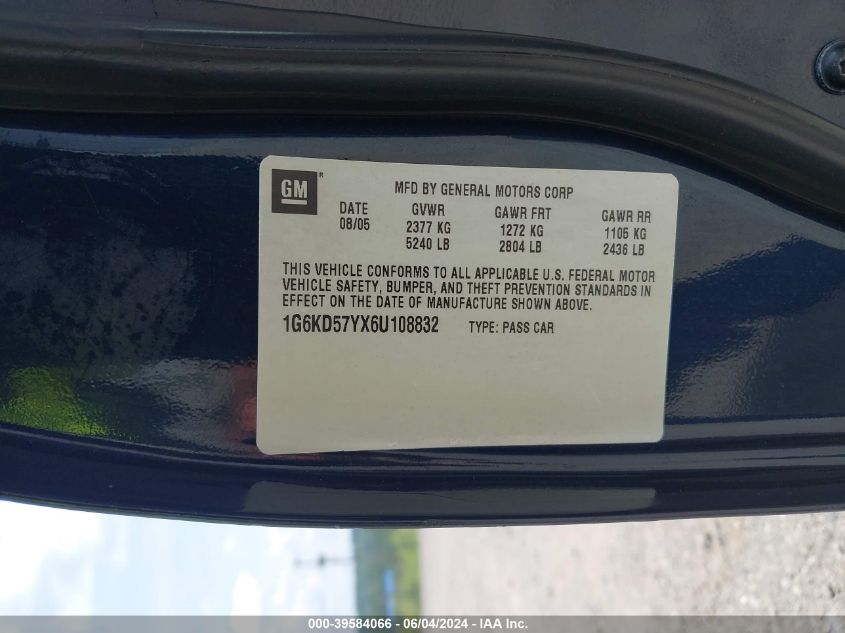 GM®
MFD BY GENERAL MOTORS CORP
DATE GVWR GAWR FRT GAWR RR
08/05 2377 KG 1272 KG 1105 KG
5240 LB 2804 LB 2436 LB
THIS VEHICLE CONFORMS TO ALL APPLICABLE U.S. FEDERAL MOTOR
VEHICLE SAFETY, BUMPER, AND THEFT PREVENTION STANDARDS IN
EFFECT ON THE DATE OF MANUFACTURE SHOWN ABOVE.
1G6KD57YX6U108832 TYPE: PASS CAR
000-39584066 - 06/04/2024 - IAA Inc.